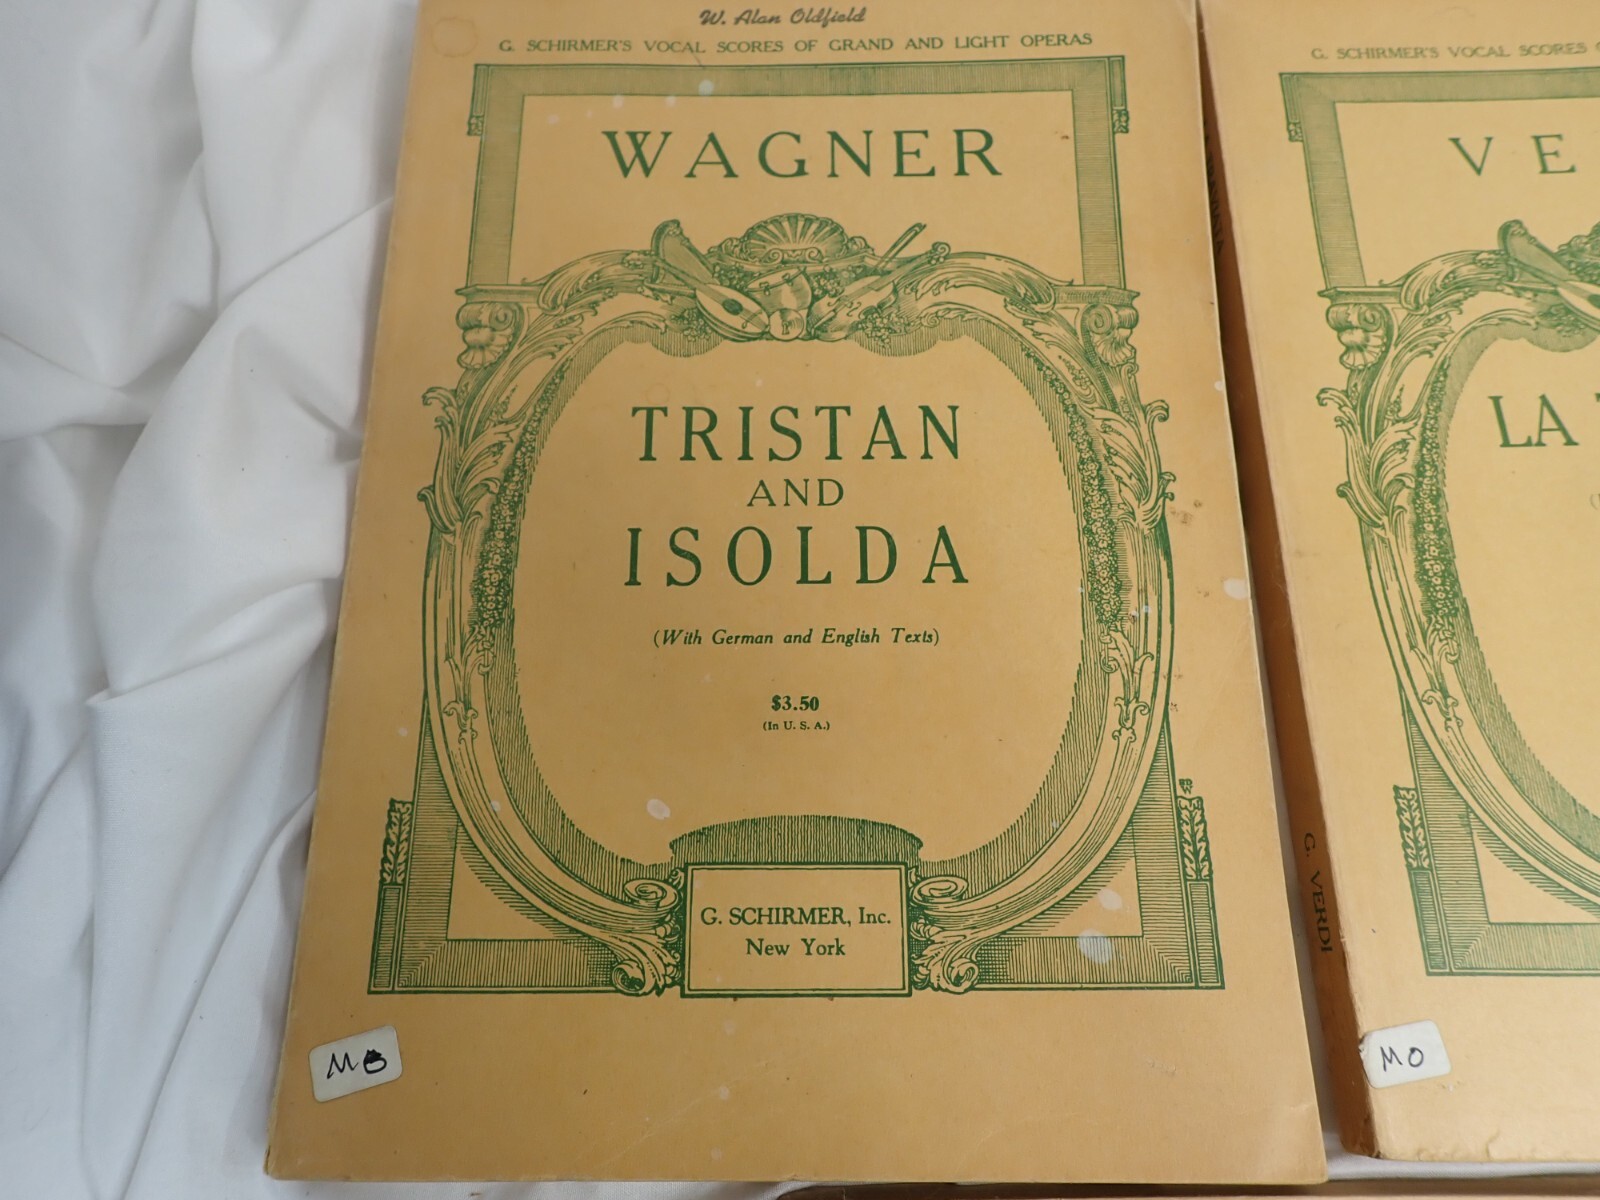 W. Alan Oldfield
G. SCHIRMER'S VOCAL SCORES OF GRAND AND LIGHT OPERAS
WAGNER
TRISTAN
AND
ISOLDA
(With German and English Texts)
$3.50
(In U. S. A.)
G. SCHIRMER, Inc.
New York
MO
G. SCHIRMER'S VOCAL SCORES
VE
LA
G. VERDI
MO